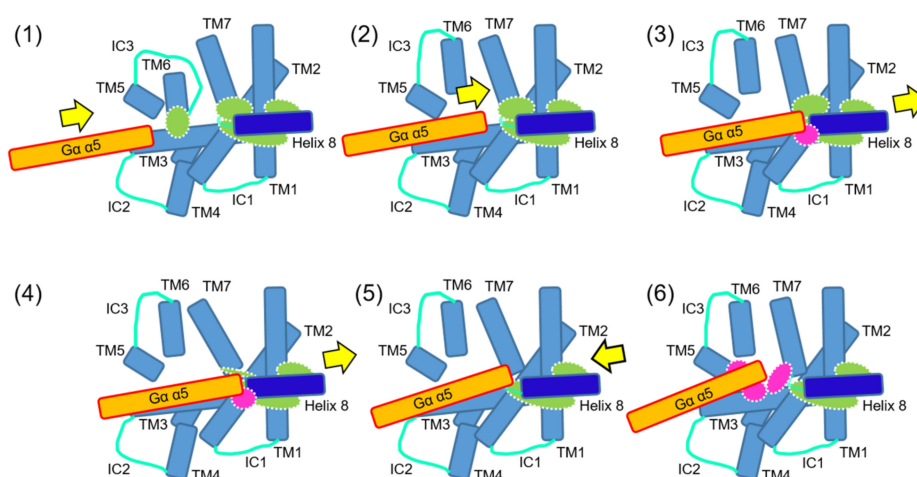 (1)
IC3
TM5
TM6
TM7
TM2
Gα α5
TM3
Helix 8
IC2
TM4
IC1
TM1
(2)
IC3
TM6
TM7
TM5
TM2
Gα α5
TM3
Helix 8
IC2
TM4
IC1
TM1
(3)
IC3
TM6
TM7
TM5
TM2
Gα α5
TM3
Helix 8
IC2
TM4
IC1
TM1
(4)
IC3
TM6
TM7
TM5
TM2
Gα α5
TM3
Helix 8
IC2
TM4
IC1
TM1
(5)
IC3
TM6
TM7
TM5
TM2
Gα α5
TM3
Helix 8
IC2
TM4
IC1
TM1
(6)
IC3
TM6
TM7
TM5
TM2
Gα α5
TM3
Helix 8
IC2
TM4
IC1
TM1